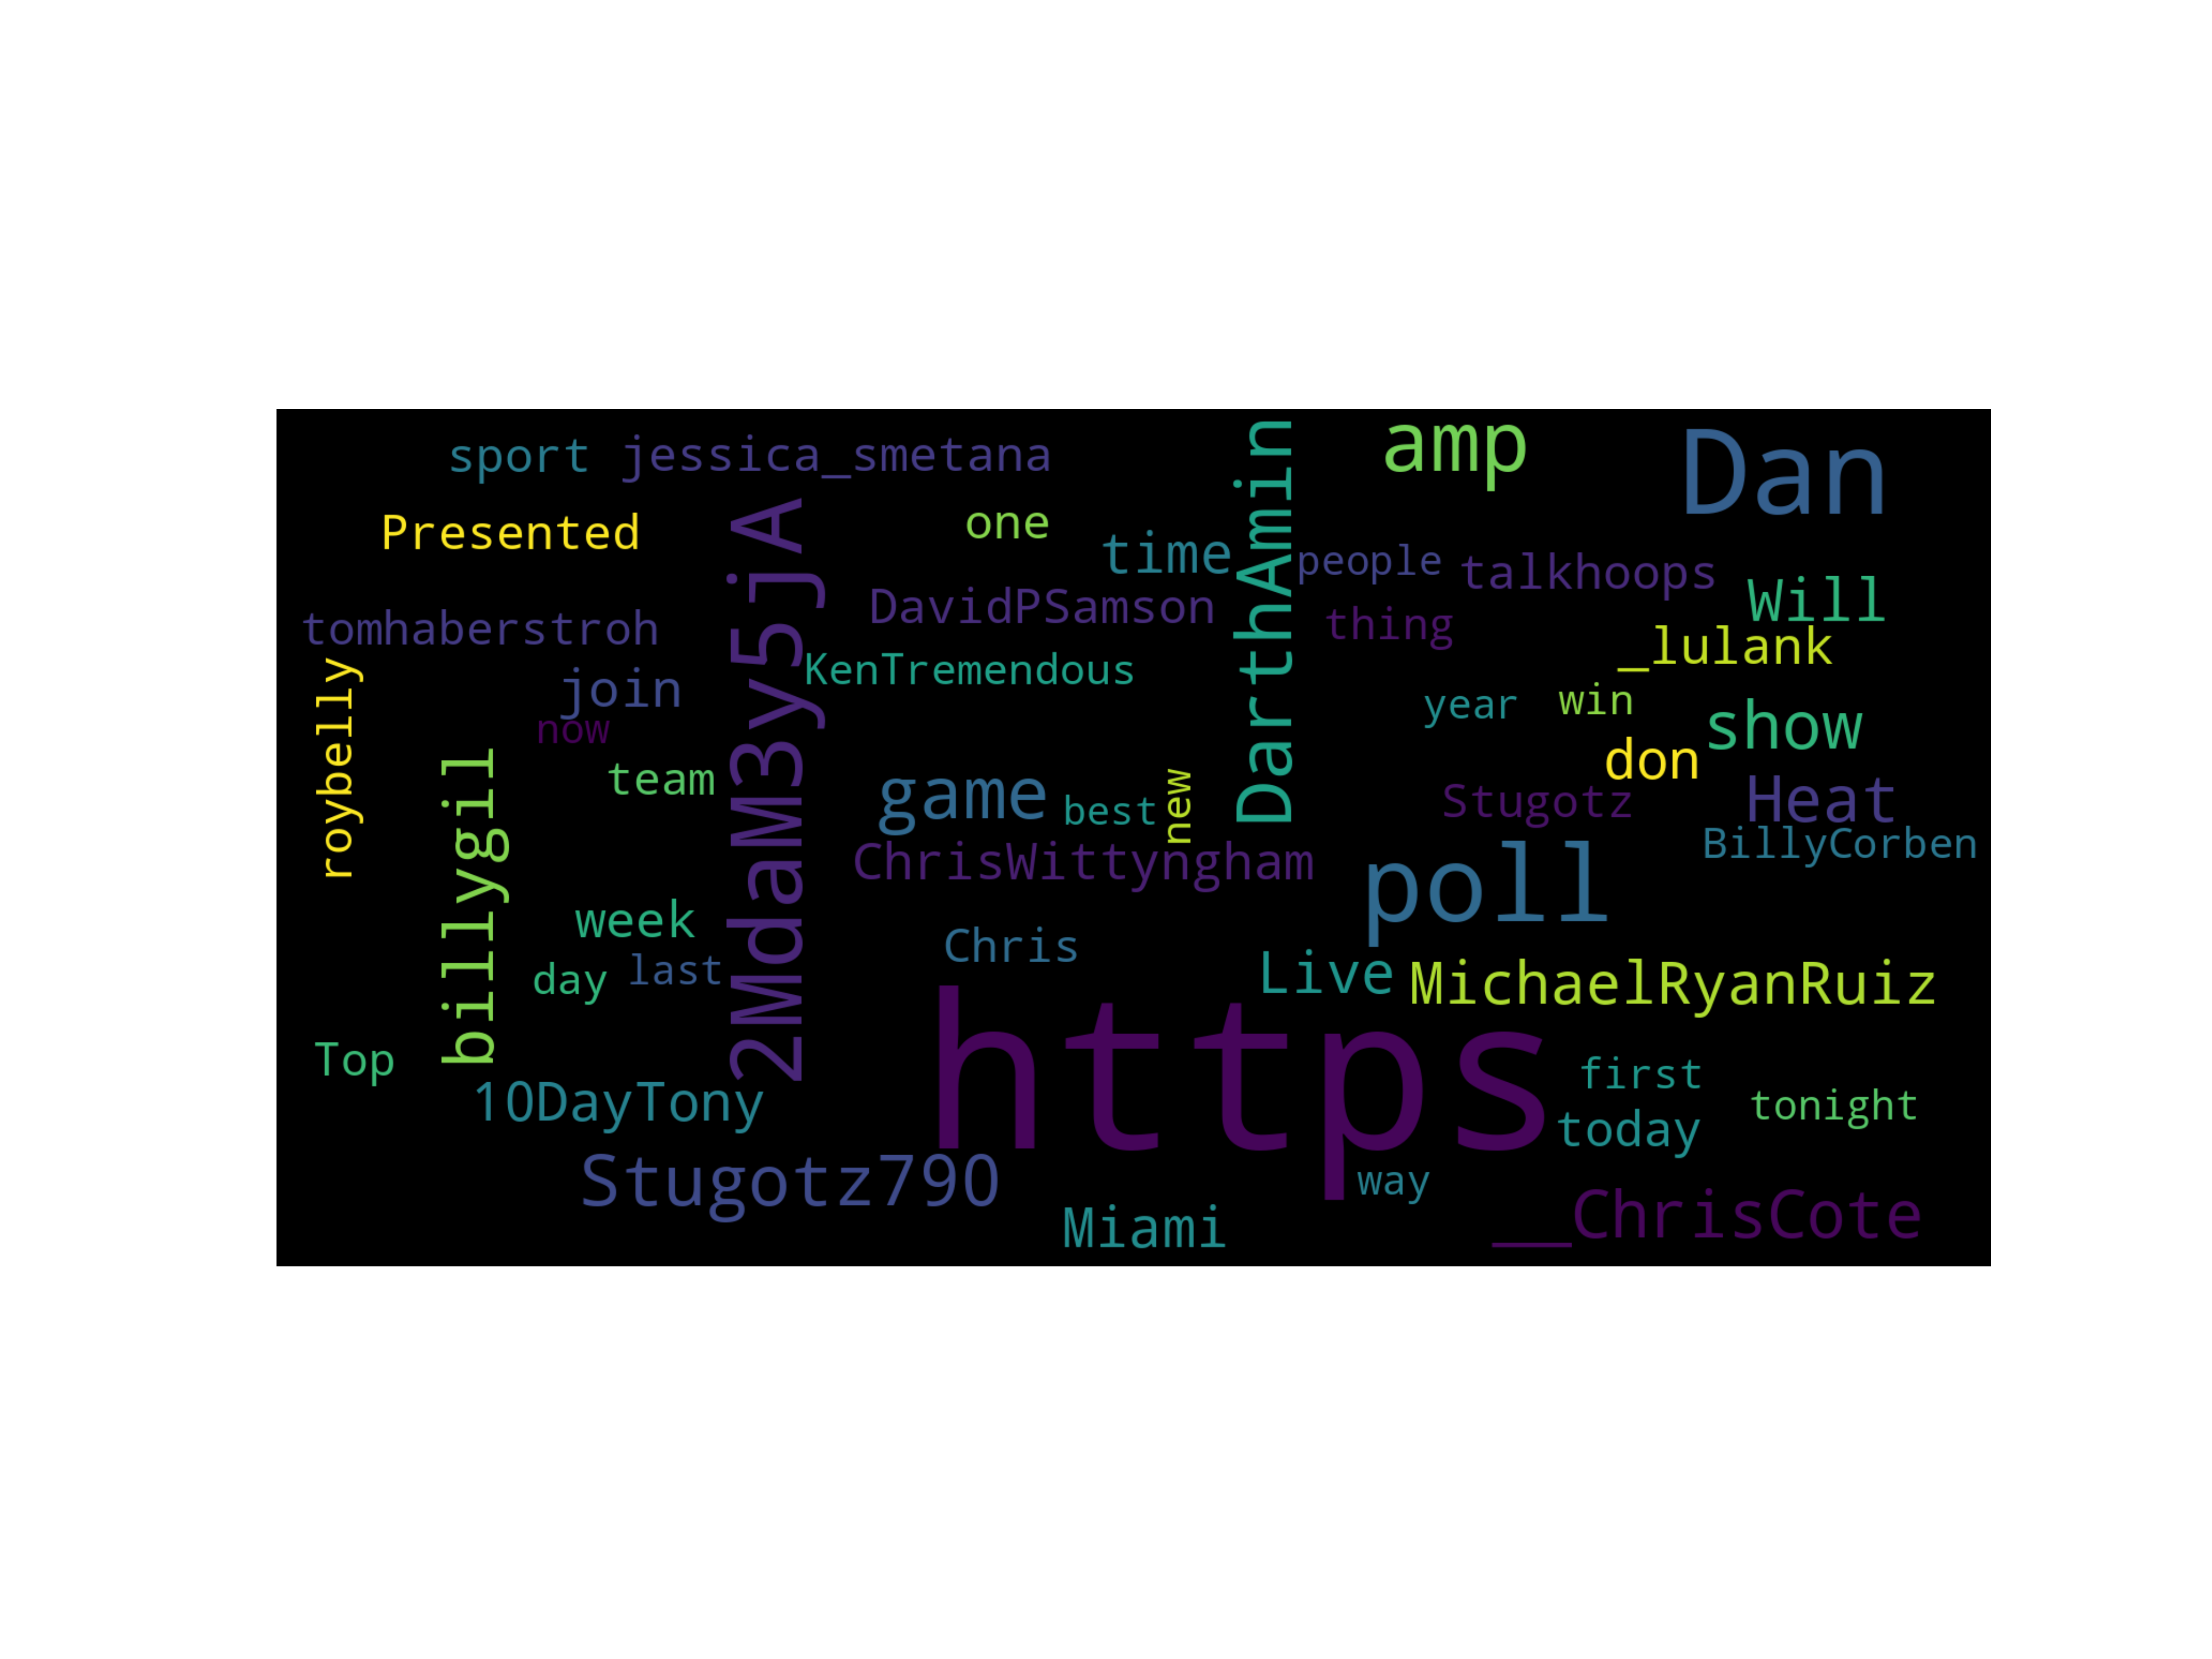 sport
jessica_smetana
amp
Dan
Presented
one
time
DarthAmin
people
talkhoops
Will
tomhaberstroh
2MdaM3y5jA
DavidPSamson
thing
_lulank
roybelly
join
KenTremendous
year
win
show
now
team
billygil
game
best
new
don
Stugotz
Heat
BillyCorben
ChrisWittyngham
poll
week
Chris
day
last
Live
MichaelRyanRuiz
Top
https
first
10DayTony
today
tonight
Stugotz790
way
Miami
__ChrisCote